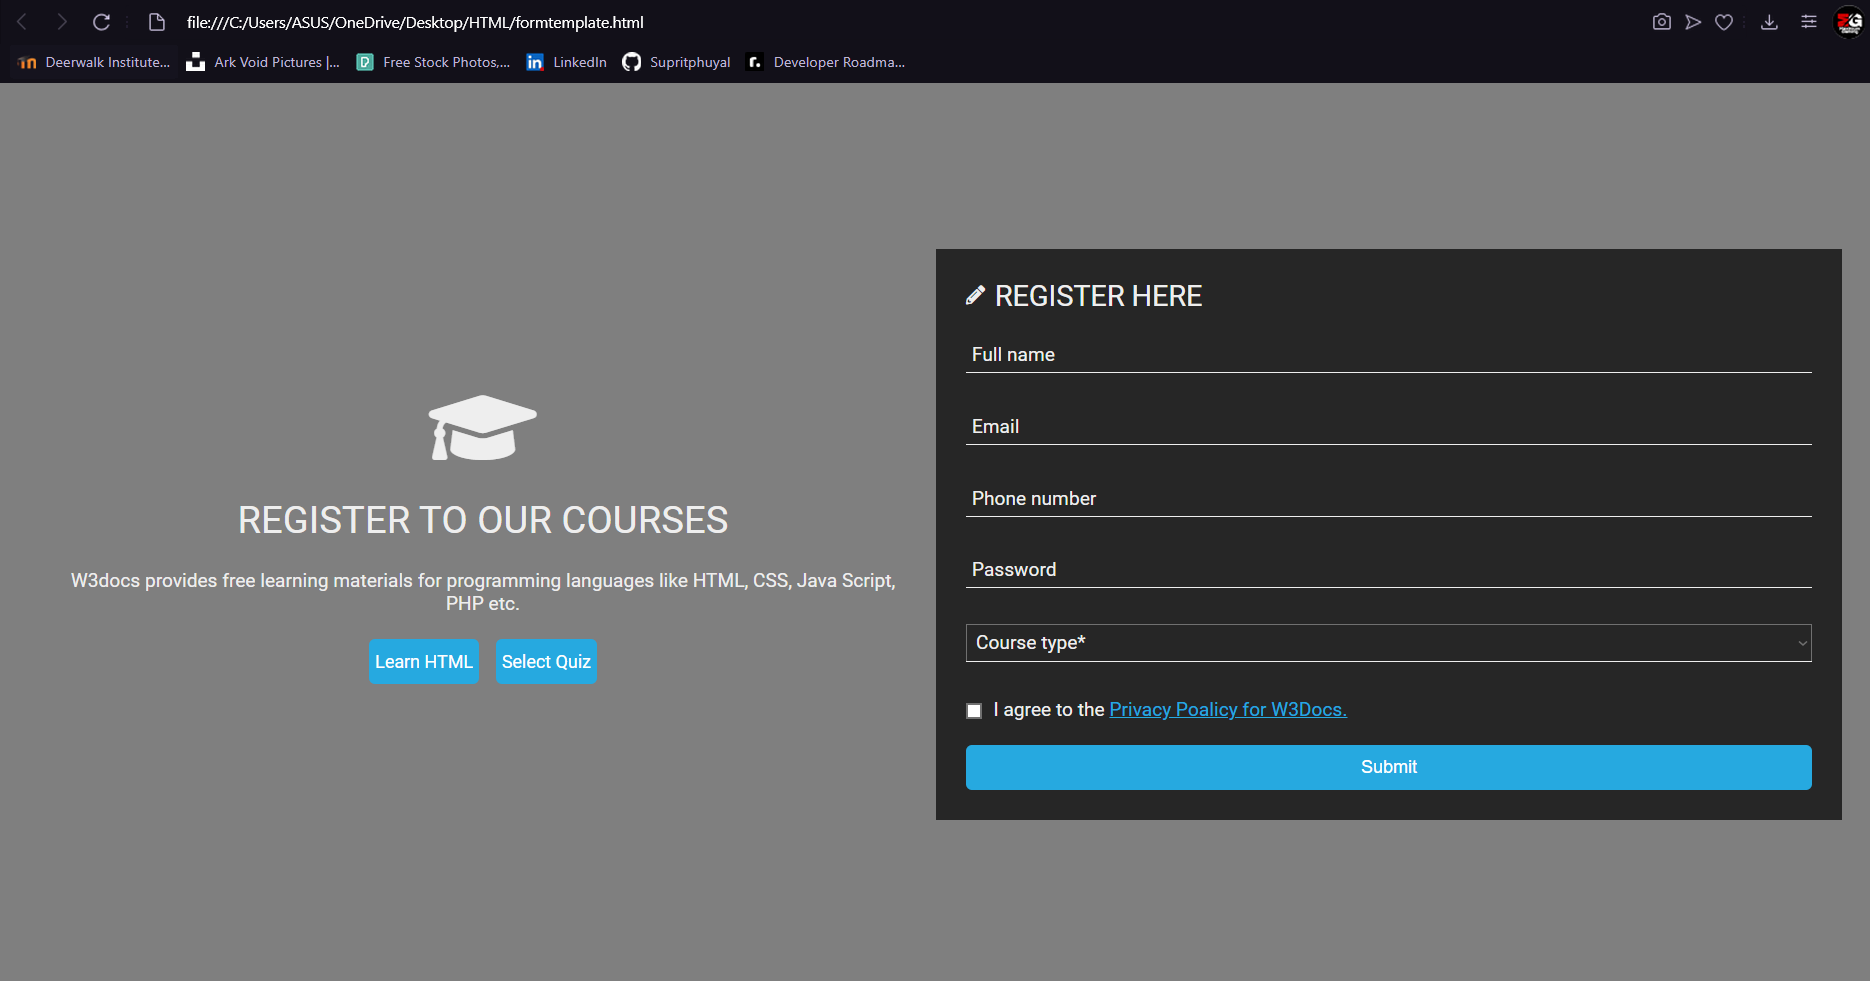 file:///C:/Users/ASUS/OneDrive/Desktop/HTML/formtemplate.html
Deerwalk Institute...
Ark Void Pictures |...
Free Stock Photos,...
LinkedIn
Supritphuyal
Developer Roadma...
REGISTER TO OUR COURSES
W3docs provides free learning materials for programming languages like HTML, CSS, Java Script,
PHP etc.
Learn HTML
Select Quiz
REGISTER HERE
Full name
Email
Phone number
Password
Course type*
I agree to the Privacy Poalicy for W3Docs.
Submit